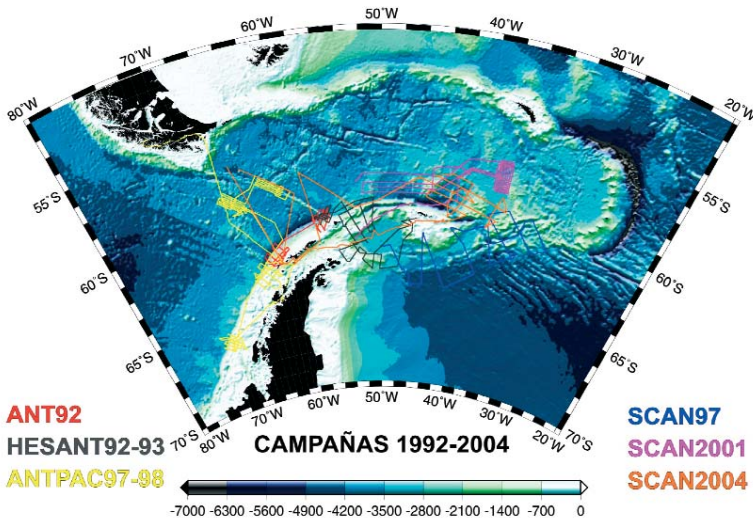 50°W
60°W
40°W
70°W
30°W
80°W
20°W
55°S
55°S
60°S
60°S
65°S
65°S
70°S
70°S
80°W
70°W
60°W
50°W
40°W
30°W
20°W
ANT92
HESANT92-93
ANTPAC97-98
CAMPAÑAS 1992-2004
SCAN97
SCAN2001
SCAN2004
-7000 -6300 -5600 -4900 -4200 -3500 -2800 -2100 -1400 -700 0